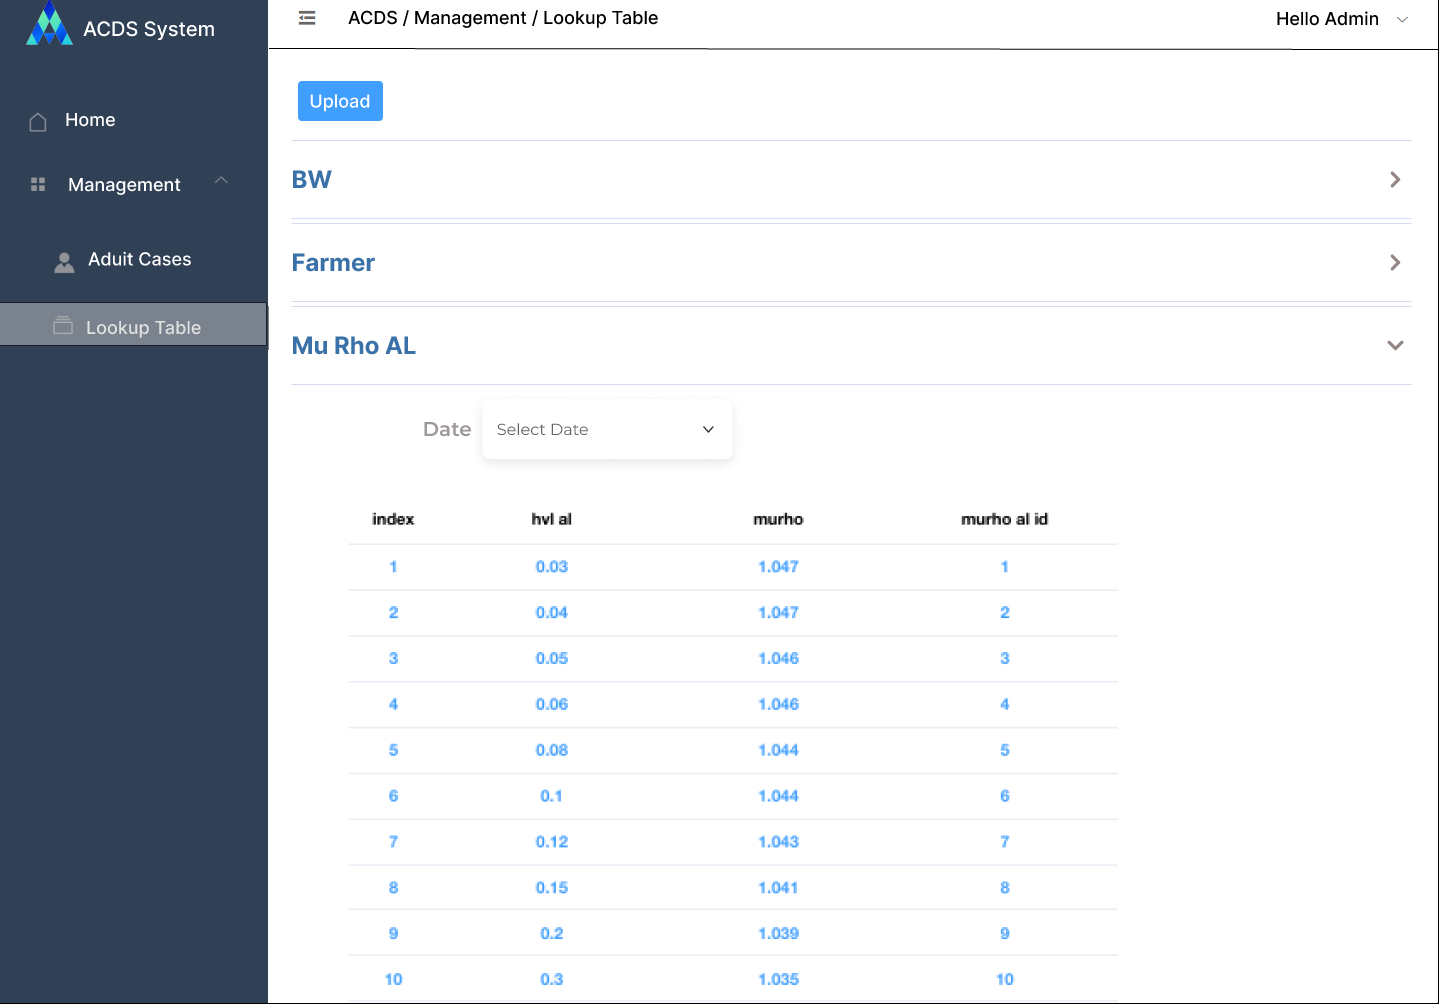 ACDS System
Home
Management
Aduit Cases
Lookup Table
ACDS / Management / Lookup Table
Hello Admin
Upload
BW
Farmer
Mu Rho AL
Date Select Date
index hvl al murho murho al id
1 0.03 1.047 1
2 0.04 1.047 2
3 0.05 1.046 3
4 0.06 1.046 4
5 0.08 1.044 5
6 0.1 1.044 6
7 0.12 1.043 7
8 0.15 1.041 8
9 0.2 1.039 9
10 0.3 1.035 10